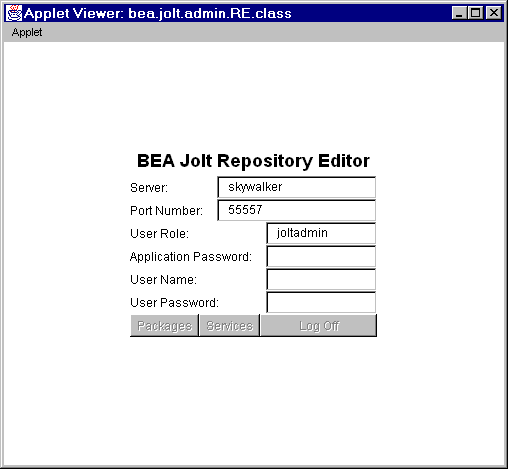 Applet Viewer: bea.jolt.admin.RE.class
Applet
BEA Jolt Repository Editor
Server: skywalker
Port Number: 55557
User Role: joltadmin
Application Password:
User Name:
User Password:
Packages Services Log Off